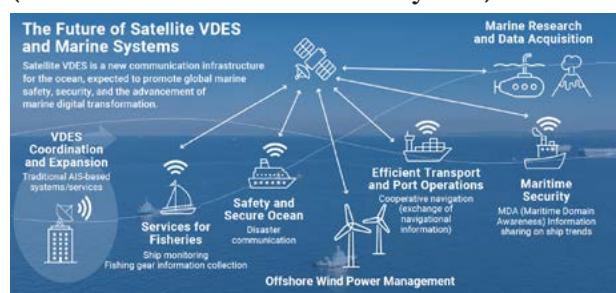 The Future of Satellite VDES
and Marine Systems
Satellite VDES is a new communication infrastructure
for the ocean, expected to promote global marine
safety, security, and the advancement of
marine digital transformation.
Marine Research
and Data Acquisition
VDES
Coordination
and Expansion
Traditional AIS-based
systems/services
Services for
Fisheries
Ship monitoring
Fishing gear information collection
Safety and
Secure Ocean
Disaster
communication
Offshore Wind Power Management
Efficient Transport
and Port Operations
Cooperative navigation
(exchange of
navigational
information)
Maritime
Security
MDA (Maritime Domain
Awareness) Information
sharing on ship trends